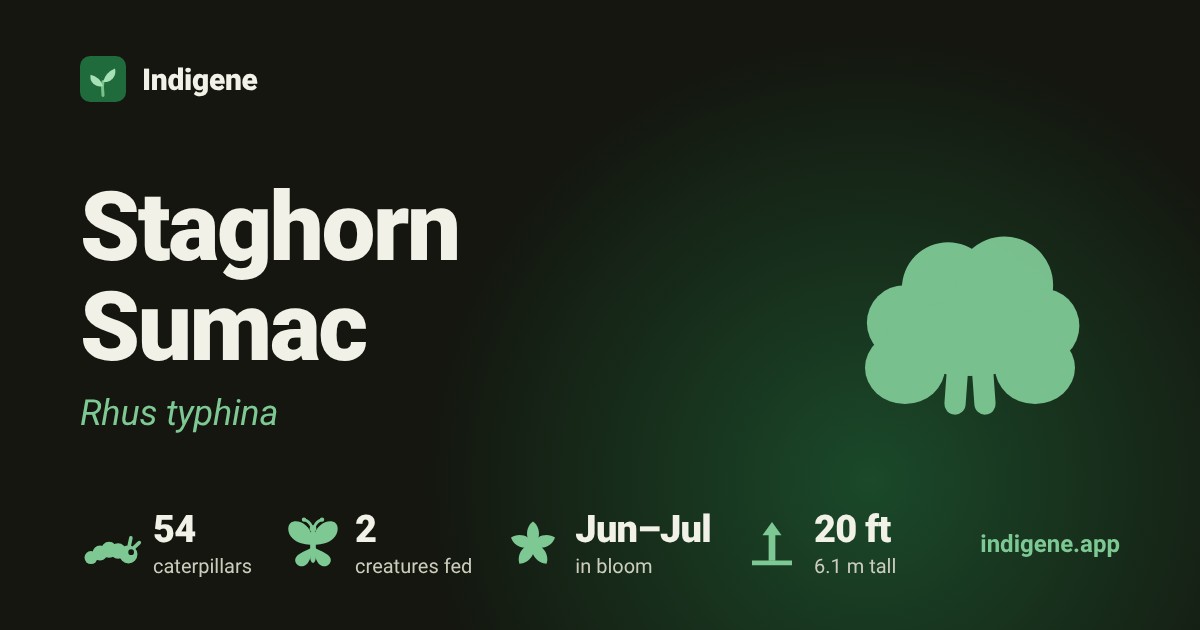 Indigene
Staghorn
Sumac
Rhus typhina
54
caterpillars
2
creatures fed
Jun–Jul
in bloom
20 ft
6.1 m tall
indigene.app